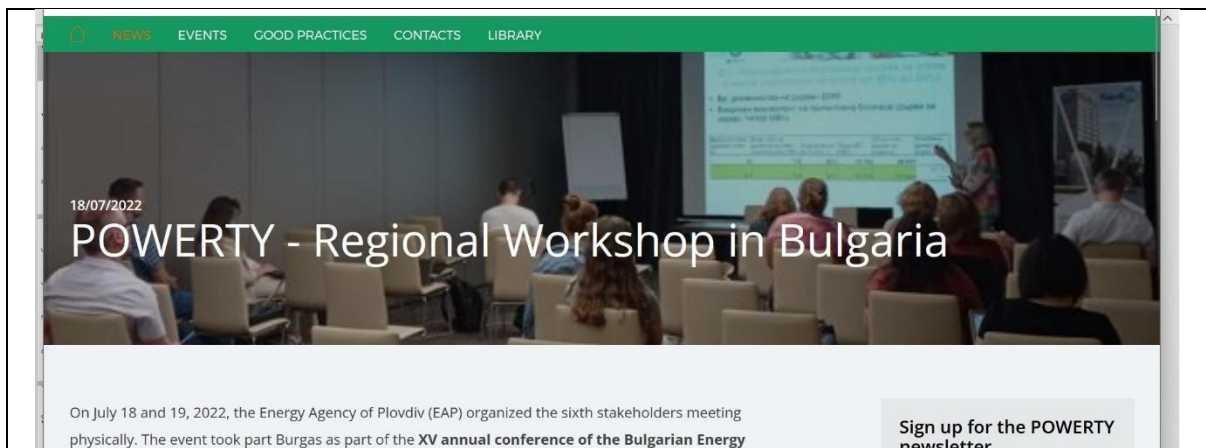 NEWS EVENTS GOOD PRACTICES CONTACTS LIBRARY
18/07/2022
POWERTY - Regional Workshop in Bulgaria
On July 18 and 19, 2022, the Energy Agency of Plovdiv (EAP) organized the sixth stakeholders meeting
physically. The event took part Burgas as part of the XV annual conference of the Bulgarian Energy
Sign up for the POWERTY
newsletter